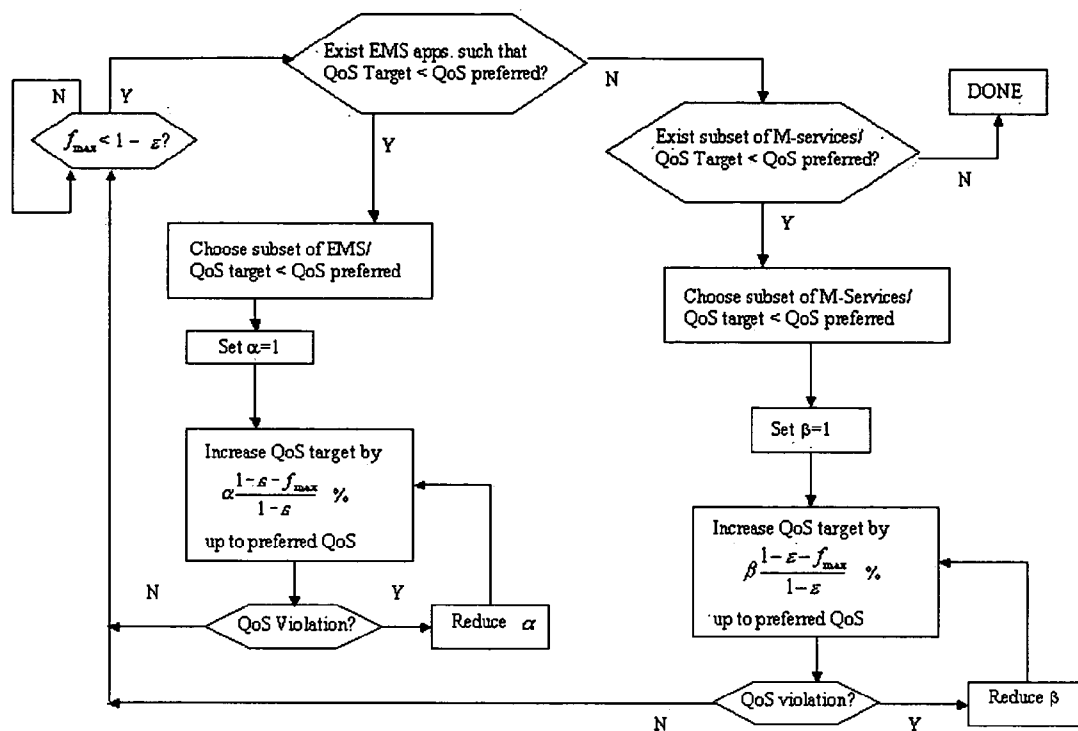 Exist EMS apps. such that
QoS Target < QoS preferred?
N
Y
N
DONE
f_max < 1 - ε?
Exist subset of M-services/
QoS Target < QoS preferred?
Y
N
Y
Choose subset of EMS/
QoS target < QoS preferred
Choose subset of M-Services/
QoS target < QoS preferred
Set α=1
Set β=1
Increase QoS target by
α (1-ε-f_max)/(1-ε) %
up to preferred QoS
Increase QoS target by
β (1-ε-f_max)/(1-ε) %
up to preferred QoS
N
Y
QoS Violation?
Reduce α
QoS violation?
Reduce β
N
Y